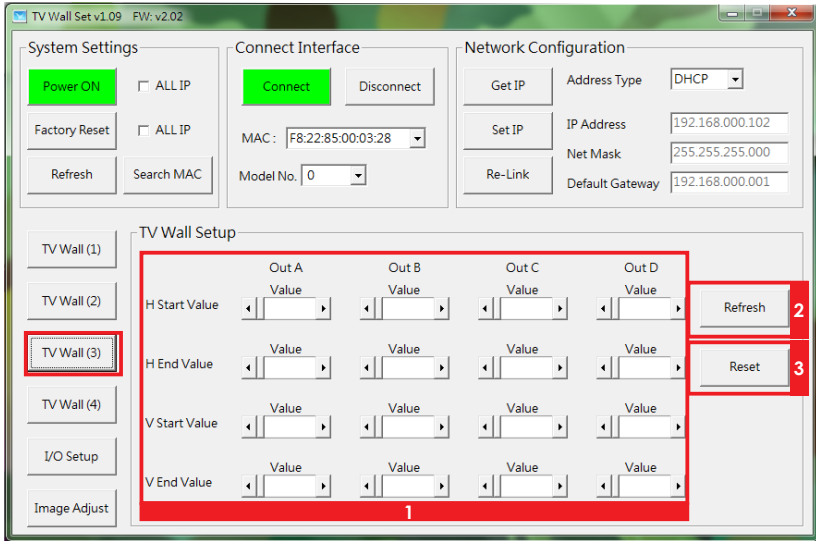 TV Wall Set v1.09 FW: v2.02
System Settings
Power ON
ALL IP
Factory Reset
ALL IP
Refresh
Search MAC
Connect Interface
Connect
Disconnect
MAC : F8:22:85:00:03:28
Model No. 0
Network Configuration
Get IP
Address Type DHCP
Set IP
IP Address 192.168.000.102
Net Mask 255.255.255.000
Re-Link
Default Gateway 192.168.000.001
TV Wall (1)
TV Wall (2)
TV Wall (3)
TV Wall (4)
I/O Setup
Image Adjust
TV Wall Setup
Out A Out B Out C Out D
Value Value Value Value
H Start Value
Value Value Value Value
H End Value
Value Value Value Value
V Start Value
Value Value Value Value
V End Value
1
Refresh 2
Reset 3